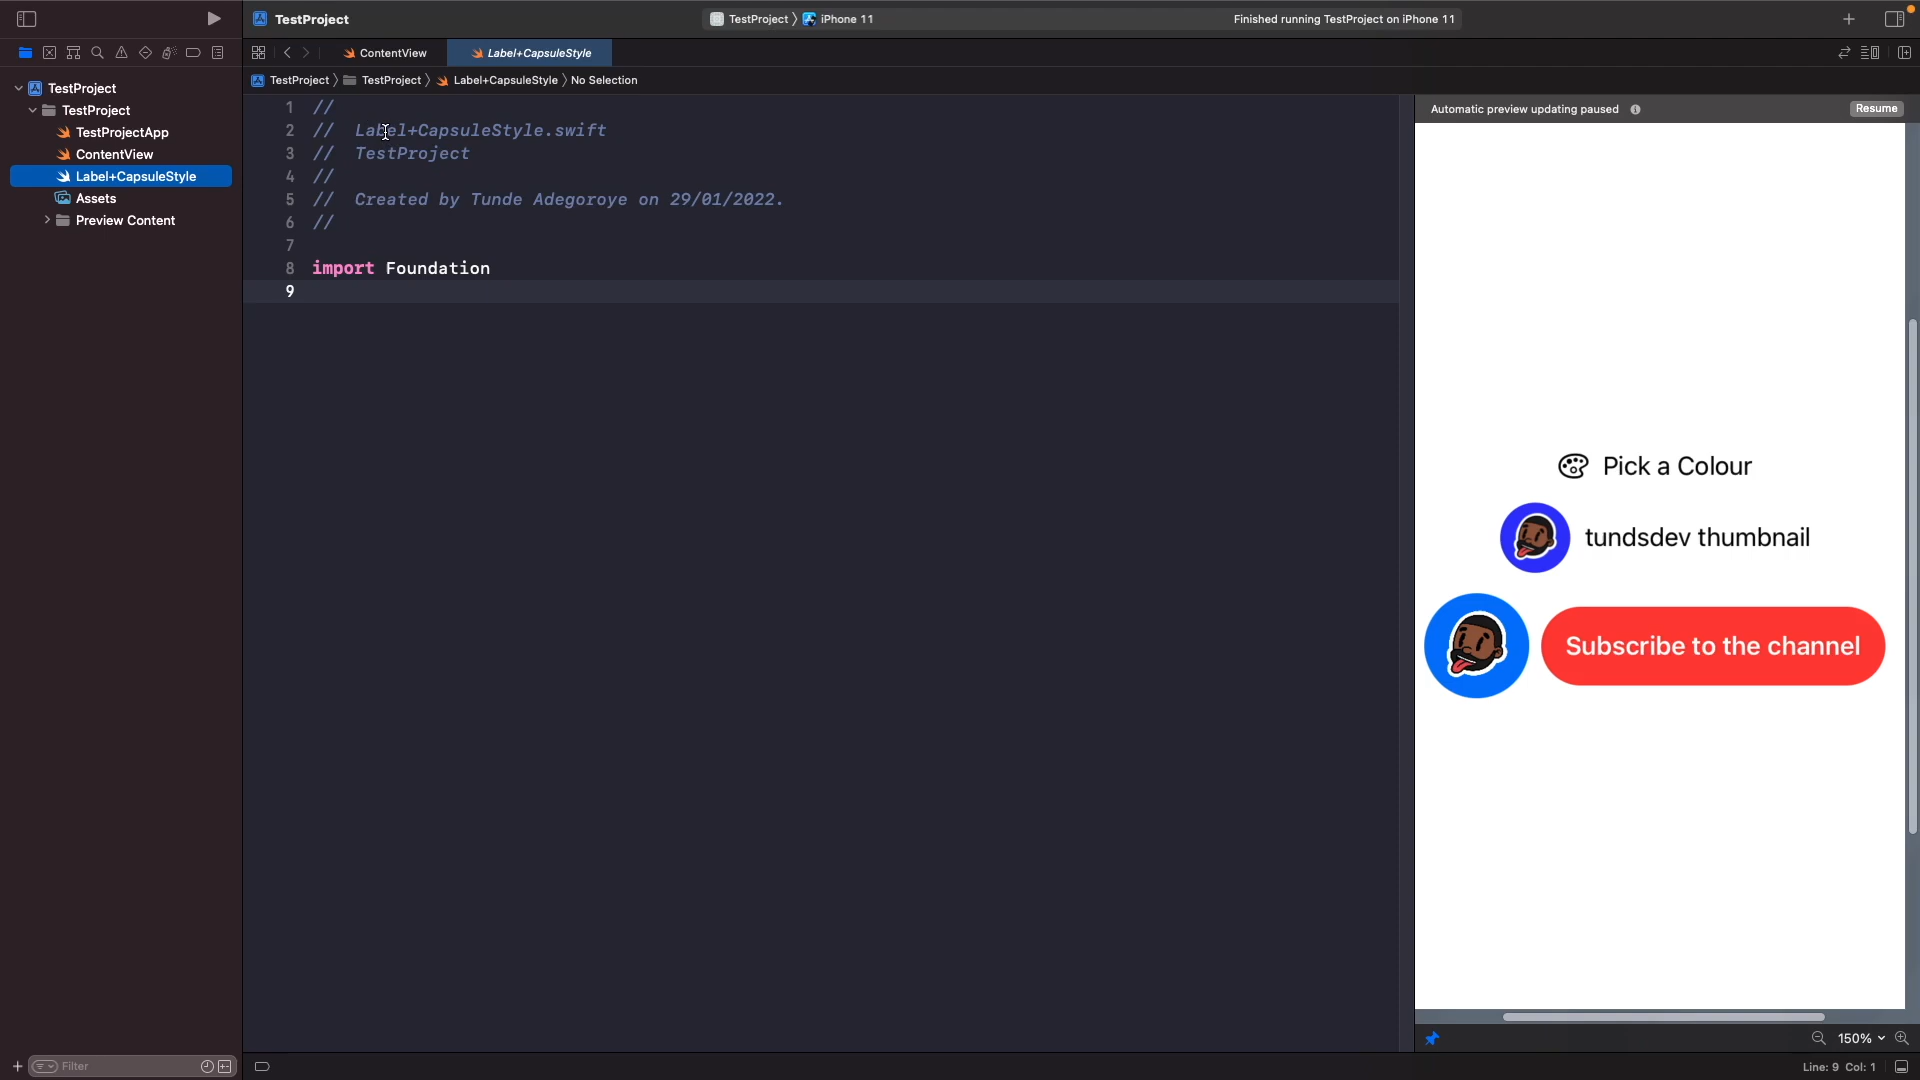 TestProject
TestProject
iPhone 11
Finished running TestProject on iPhone 11
ContentView
Label+CapsuleStyle
TestProject
TestProject
Label+CapsuleStyle
No Selection
TestProject
TestProject
TestProjectApp
ContentView
Label+CapsuleStyle
Assets
Preview Content
1 //
2 // Label+CapsuleStyle.swift
3 // TestProject
4 //
5 // Created by Tunde Adegoroye on 29/01/2022.
6 //
7
8 import Foundation
9
Automatic preview updating paused
Resume
Pick a Colour
tundsdev thumbnail
Subscribe to the channel
150%
Filter
Line: 9 Col: 1